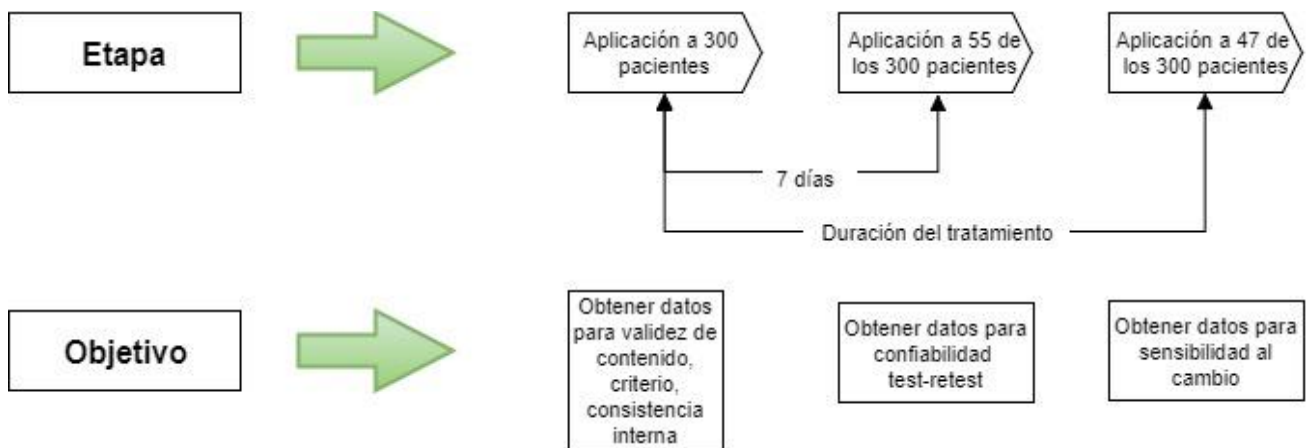 Etapa
Aplicación a 300
pacientes
Aplicación a 55 de
los 300 pacientes
Aplicación a 47 de
los 300 pacientes
7 días
Duración del tratamiento
Objetivo
Obtener datos
para validez de
contenido,
criterio,
consistencia
interna
Obtener datos para
confiabilidad
test-retest
Obtener datos para
sensibilidad al
cambio